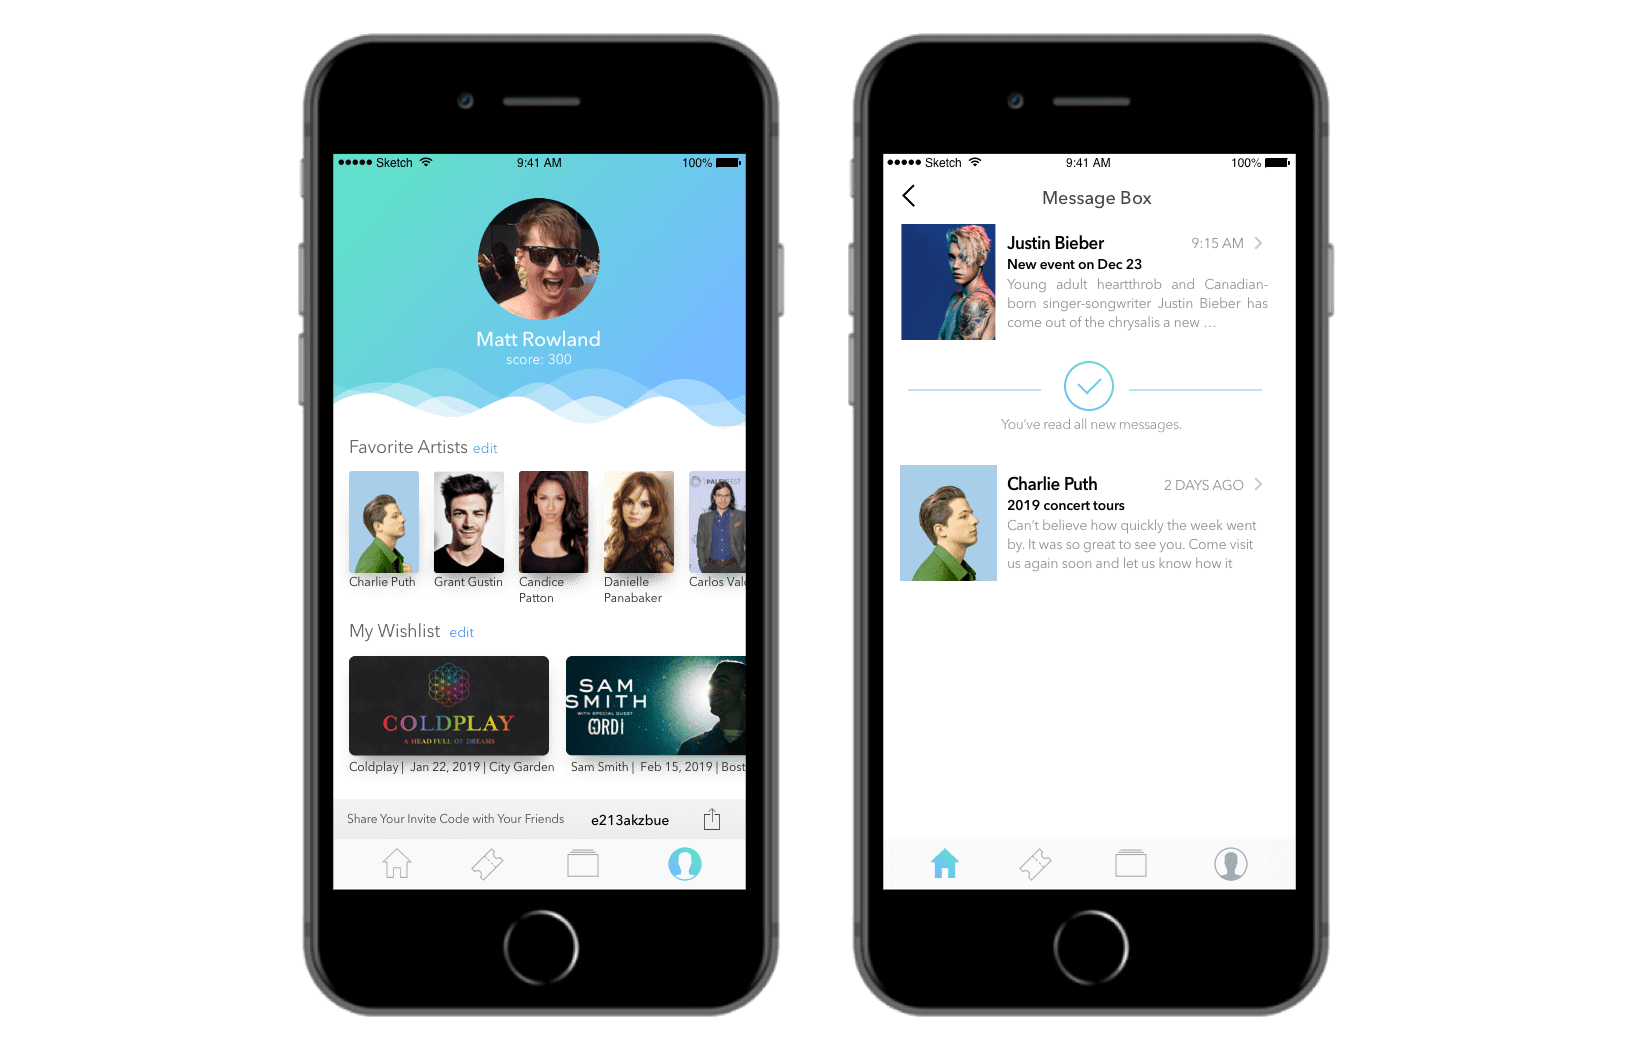 Sketch 9:41 AM 100%
Matt Rowland
score: 300
Favorite Artists edit
PALEYFEST
Charlie Puth Grant Gustin Candice Patton Danielle Panabaker Carlos Vald
My Wishlist edit
COLDPLAY
A HEAD FULL OF DREAMS
SAM
SMITH
WITH SPECIAL GUEST
Coldplay | Jan 22, 2019 | City Garden
Sam Smith | Feb 15, 2019 | Bost
Share Your Invite Code with Your Friends e213akzbue
Sketch 9:41 AM 100%
Message Box
Justin Bieber 9:15 AM
New event on Dec 23
Young adult heartthrob and Canadian-
born singer-songwriter Justin Bieber has
come out of the chrysalis a new …
You've read all new messages.
Charlie Puth 2 DAYS AGO
2019 concert tours
Can't believe how quickly the week went
by. It was so great to see you. Come visit
us again soon and let us know how it